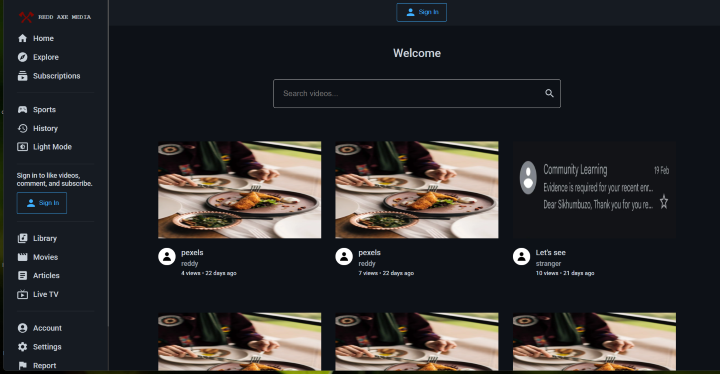 REDD AXE MEDIA
Sign In
Home
Explore
Subscriptions
Sports
History
Light Mode
Sign in to like videos,
comment, and subscribe.
Sign In
Library
Movies
Articles
Live TV
Account
Settings
Report
Welcome
Search videos...
pexels
reddy
4 views • 22 days ago
pexels
reddy
7 views • 22 days ago
Community Learning 19 Feb
Evidence is required for your recent enr...
Dear Sikhumbuzo, Thank you for you re...
Let's see
stranger
10 views • 21 days ago